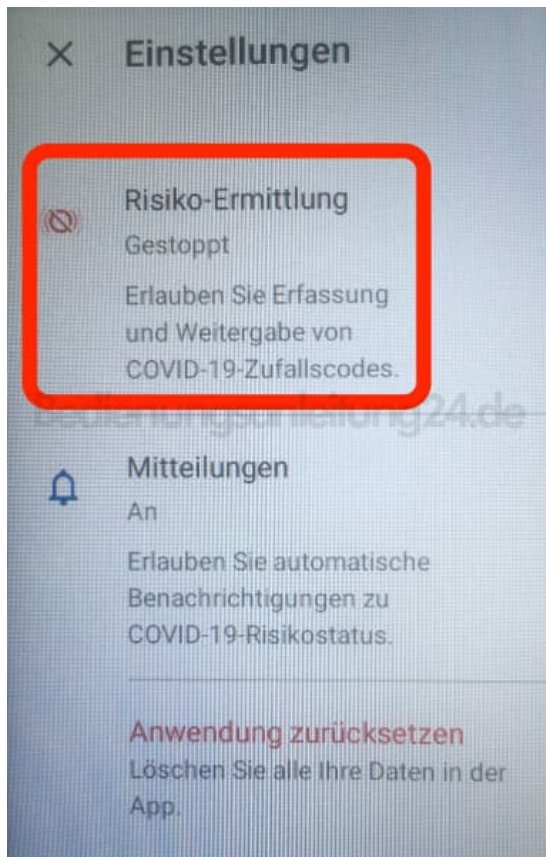 Einstellungen
Risiko-Ermittlung
Gestoppt
Erlauben Sie Erfassung
und Weitergabe von
COVID-19-Zufallscodes.
Bedienungsanleitung24.de
Mitteilungen
An
Erlauben Sie automatische
Benachrichtigungen zu
COVID-19-Risikostatus.
Anwendung zurücksetzen
Löschen Sie alle Ihre Daten in der
App.